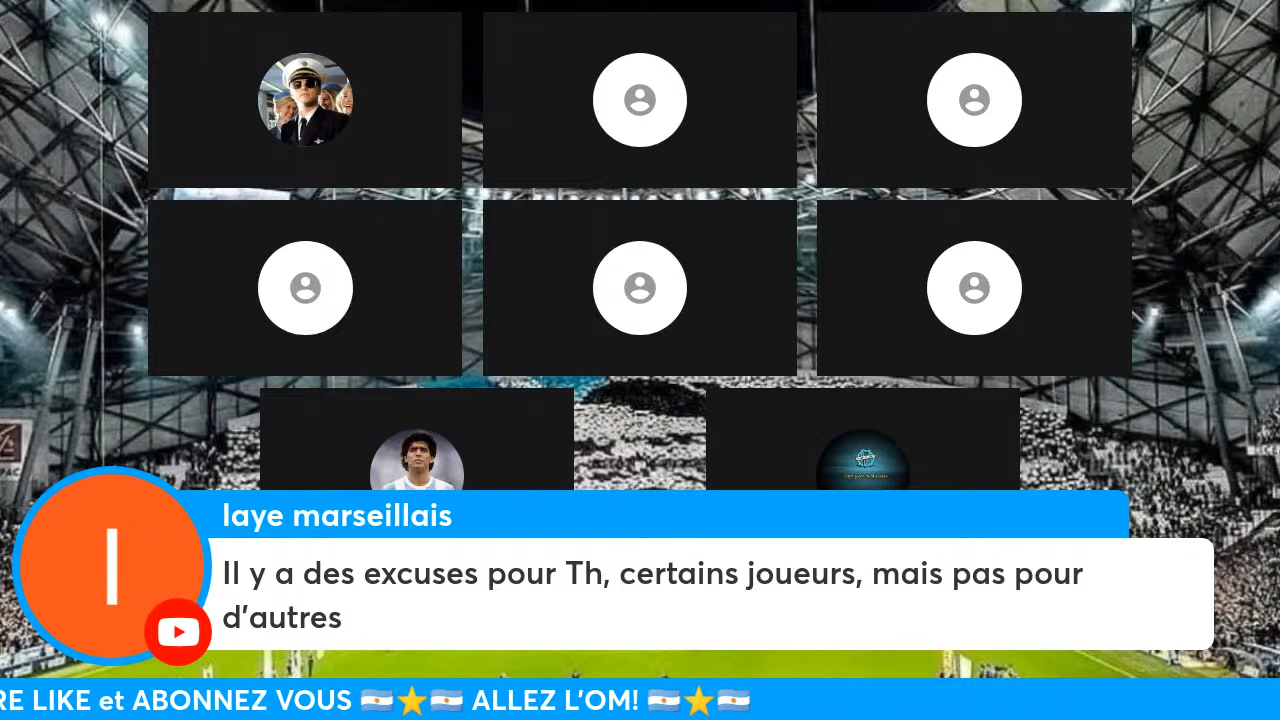 laye marseillais
Il y a des excuses pour Th, certains joueurs, mais pas pour
d'autres
RE LIKE et ABONNEZ VOUS 🇦🇷⭐🇦🇷 ALLEZ L'OM! 🇦🇷⭐🇦🇷
l